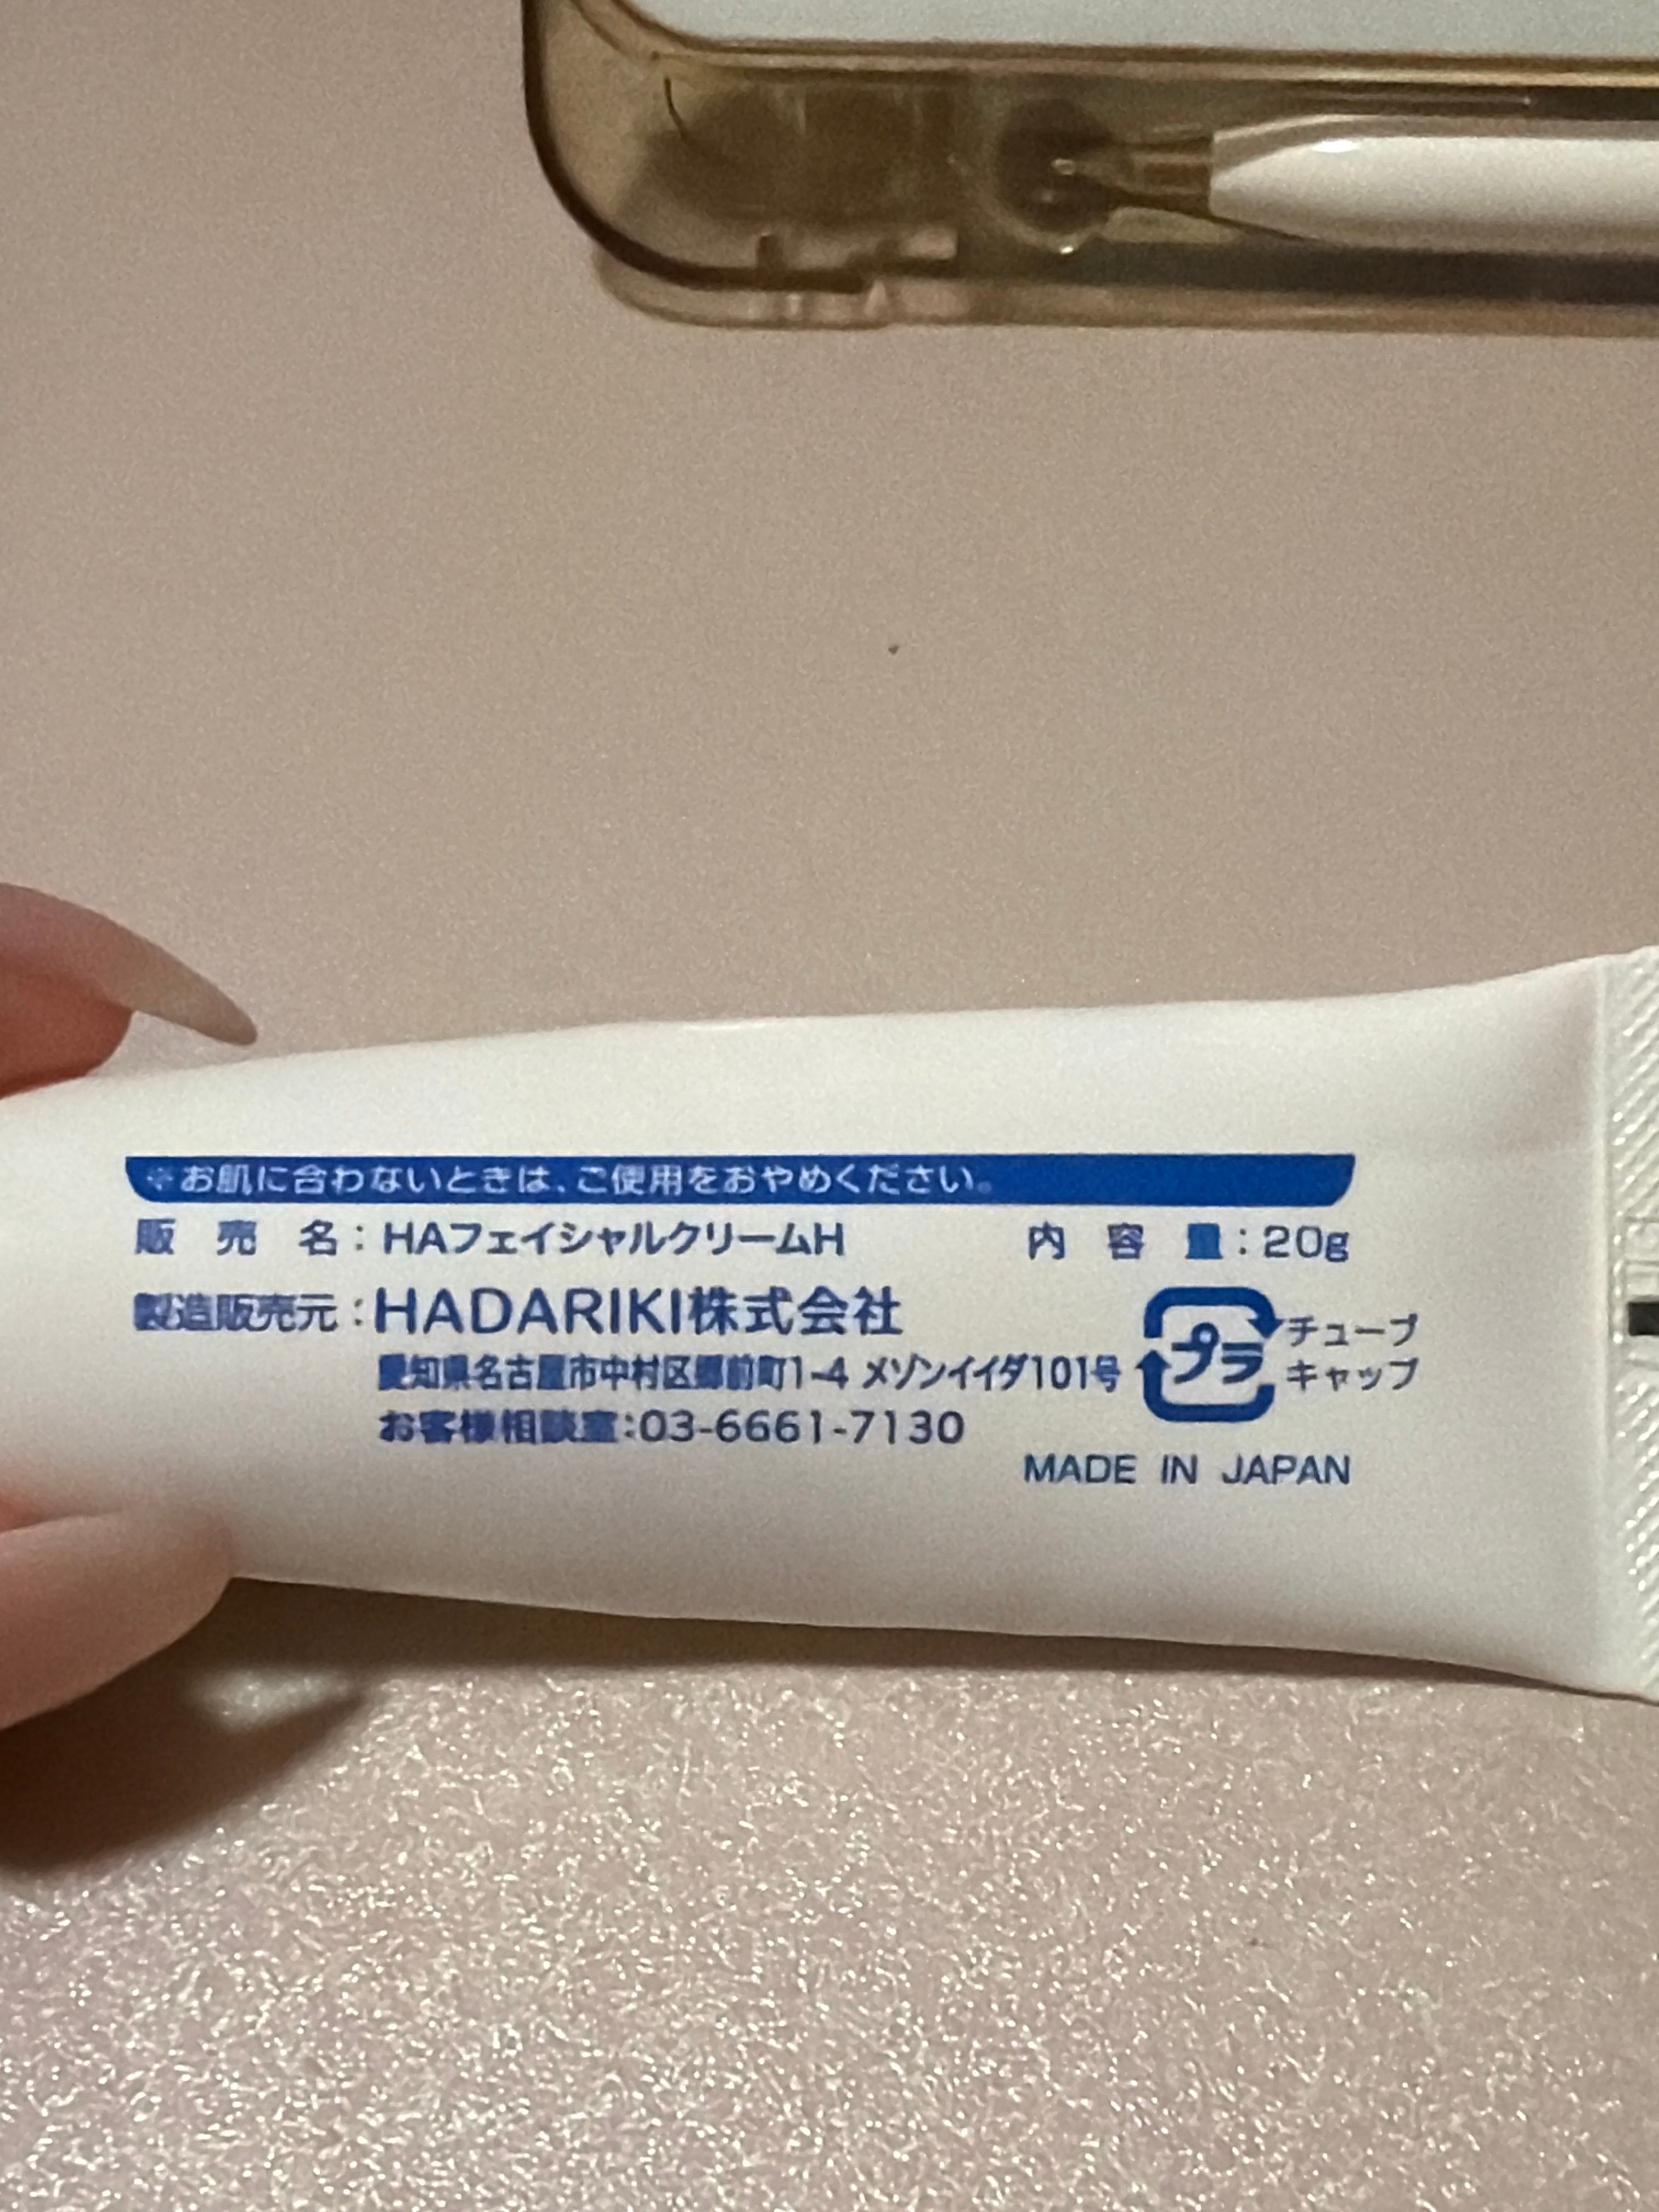 ※お肌に合わないときは、ご使用をおやめください。
販売名：HAフェイシャルクリームH
内容量：20g
製造販売元：HADARIKI株式会社
愛知県名古屋市中村区郷前町1-4 メゾンイイダ101号
お客様相談室：03-6661-7130
プラ
チューブ
キャップ
MADE IN JAPAN